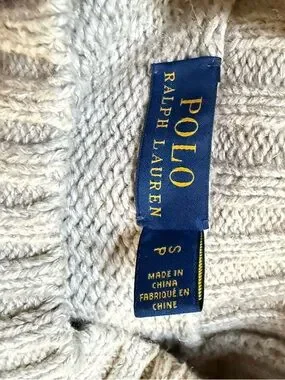 POLO
RALPH LAUREN
S P
MADE IN
CHINA
FABRIQUÉ EN
CHINE